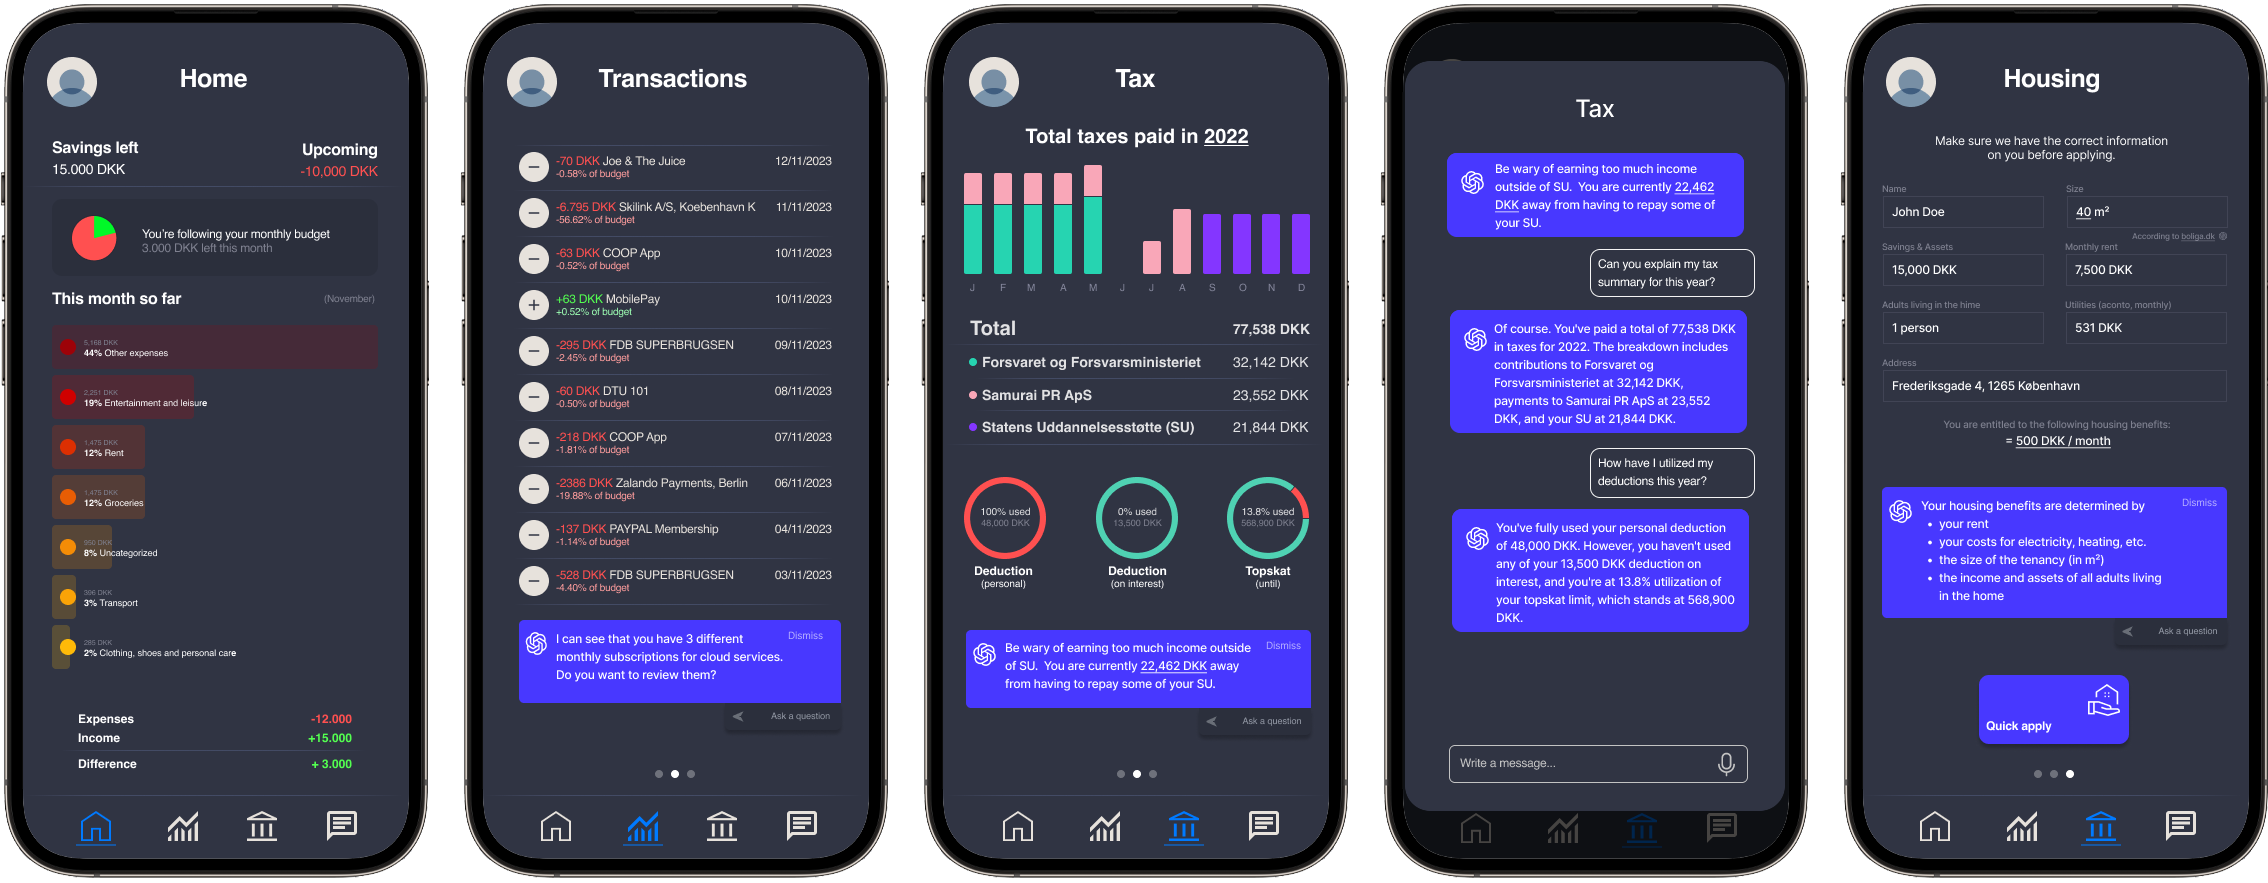 Home
Savings left
15.000 DKK
Upcoming
-10,000 DKK
You're following your monthly budget
3.000 DKK left this month
This month so far
(November)
5,168 DKK
44% Other expenses
2,251 DKK
19% Entertainment and leisure
1,475 DKK
12% Rent
1,475 DKK
12% Groceries
950 DKK
8% Uncategorized
396 DKK
3% Transport
285 DKK
2% Clothing, shoes and personal care
Expenses -12.000
Income +15.000
Difference + 3.000
Transactions
-70 DKK Joe & The Juice 12/11/2023
-0.58% of budget
-6.795 DKK Skilink A/S, Koebenhavn K 11/11/2023
-56.62% of budget
-63 DKK COOP App 10/11/2023
-0.52% of budget
+63 DKK MobilePay 10/11/2023
+0.52% of budget
-295 DKK FDB SUPERBRUGSEN 09/11/2023
-2.45% of budget
-60 DKK DTU 101 08/11/2023
-0.50% of budget
-218 DKK COOP App 07/11/2023
-1.81% of budget
-2386 DKK Zalando Payments, Berlin 06/11/2023
-19.88% of budget
-137 DKK PAYPAL Membership 04/11/2023
-1.14% of budget
-528 DKK FDB SUPERBRUGSEN 03/11/2023
-4.40% of budget
I can see that you have 3 different
monthly subscriptions for cloud services.
Do you want to review them?
Dismiss
Ask a question
Tax
Total taxes paid in 2022
J F M A M J J A S O N D
Total 77,538 DKK
Forsvaret og Forsvarsministeriet 32,142 DKK
Samurai PR ApS 23,552 DKK
Statens Uddannelsesstøtte (SU) 21,844 DKK
100% used
48,000 DKK
Deduction
(personal)
0% used
13,500 DKK
Deduction
(on interest)
13.8% used
568,900 DKK
Topskat
(until)
Be wary of earning too much income outside
of SU. You are currently 22,462 DKK away
from having to repay some of your SU.
Dismiss
Ask a question
Tax
Be wary of earning too much income
outside of SU. You are currently 22,462
DKK away from having to repay some of
your SU.
Can you explain my tax
summary for this year?
Of course. You've paid a total of 77,538 DKK
in taxes for 2022. The breakdown includes
contributions to Forsvaret og
Forsvarsministeriet at 32,142 DKK,
payments to Samurai PR ApS at 23,552
DKK, and your SU at 21,844 DKK.
How have I utilized my
deductions this year?
You've fully used your personal deduction
of 48,000 DKK. However, you haven't used
any of your 13,500 DKK deduction on
interest, and you're at 13.8% utilization of
your topskat limit, which stands at 568,900
DKK.
Write a message...
Housing
Make sure we have the correct information
on you before applying.
Name
John Doe
Size
40 m²
According to boliga.dk
Savings & Assets
15,000 DKK
Monthly rent
7,500 DKK
Adults living in the hime
1 person
Utilities (aconto, monthly)
531 DKK
Address
Frederiksgade 4, 1265 København
You are entitled to the following housing benefits:
= 500 DKK / month
Your housing benefits are determined by
• your rent
• your costs for electricity, heating, etc.
• the size of the tenancy (in m²)
• the income and assets of all adults living
in the home
Dismiss
Ask a question
Quick apply